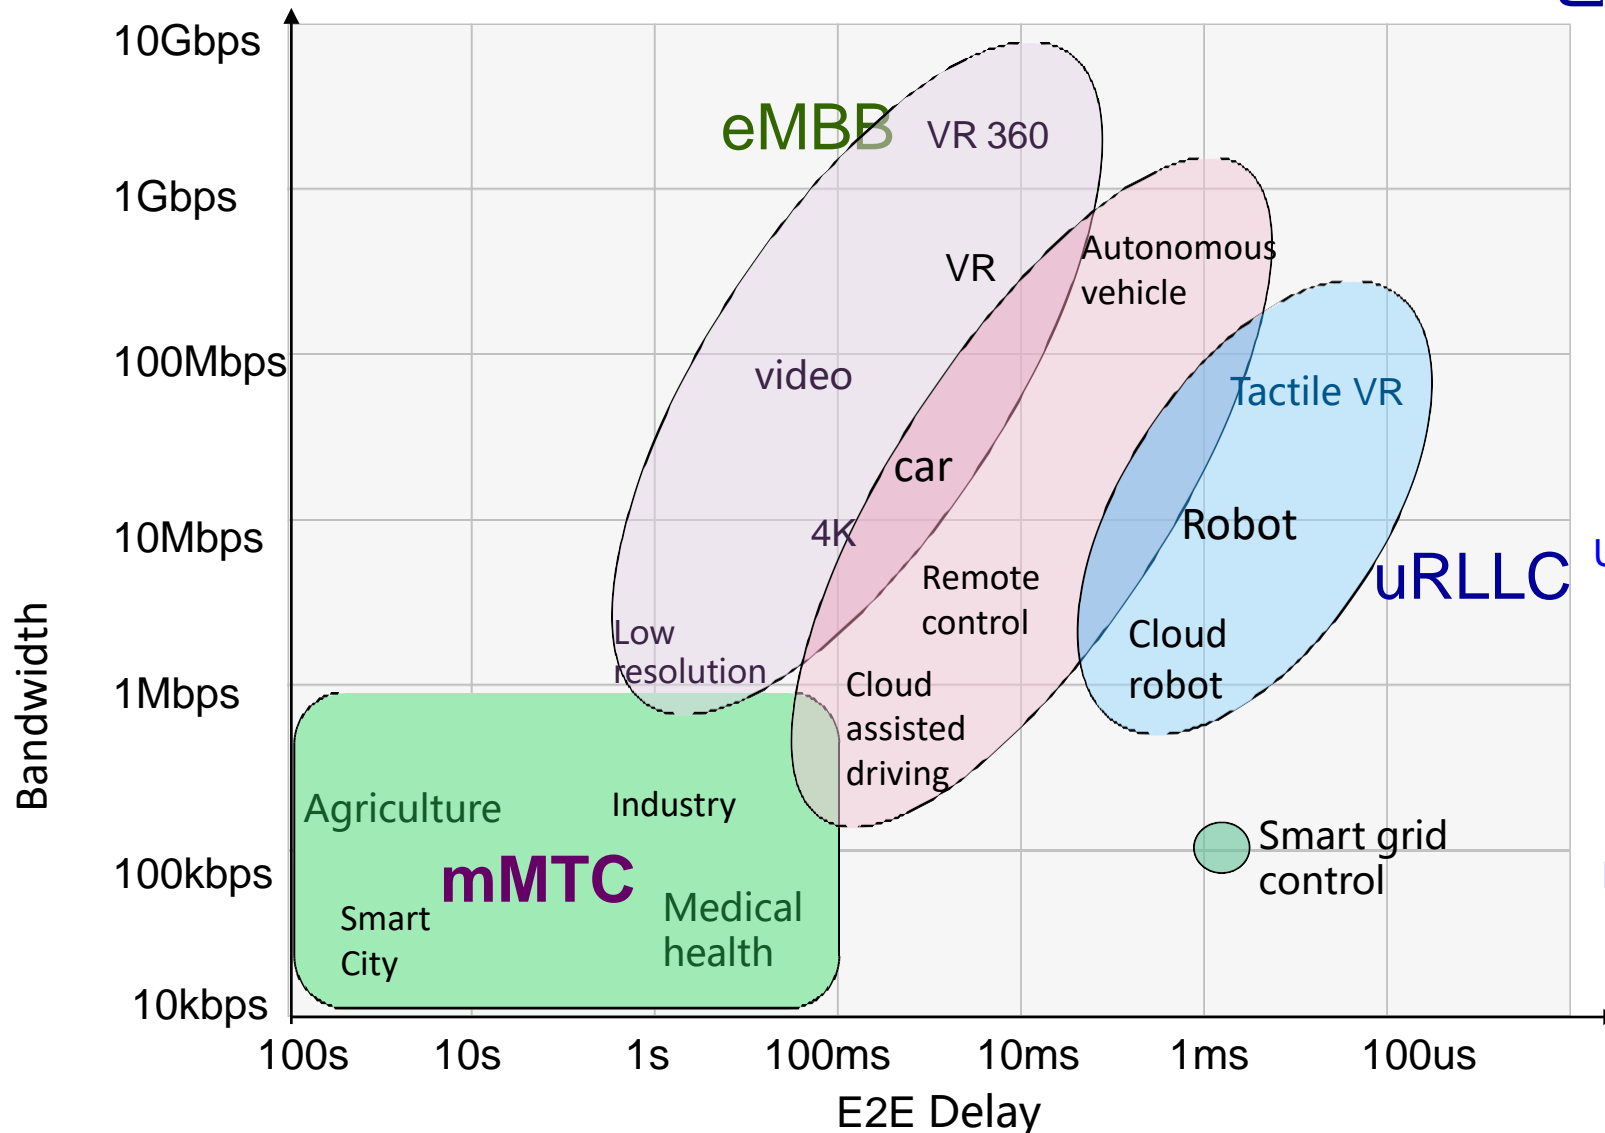 10Gbps
eMBB
VR 360
1Gbps
VR
Autonomous
vehicle
100Mbps
video
Tactile VR
car
10Mbps
4K
Robot
uRLLC
Remote
control
Low
resolution
Cloud
robot
1Mbps
Cloud
assisted
driving
Bandwidth
Agriculture
Industry
Smart grid
control
100kbps
mMTC
Smart
City
Medical
health
10kbps
100s
10s
1s
100ms
10ms
1ms
100us
E2E Delay